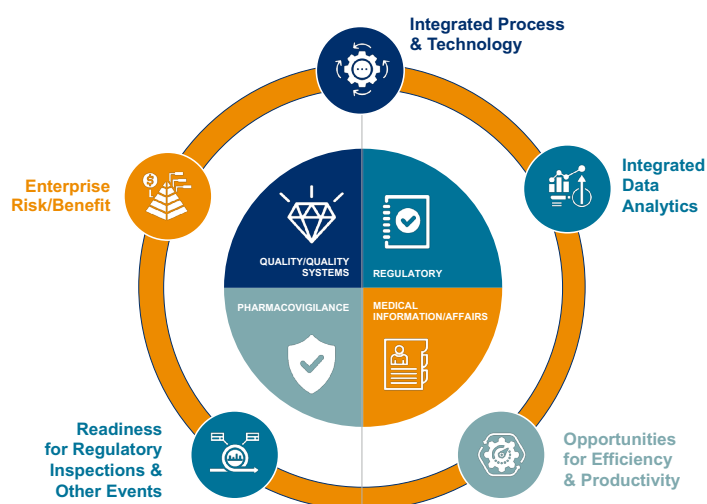 Integrated Process
& Technology
Enterprise
Risk/Benefit
Integrated
Data
Analytics
QUALITY/QUALITY
SYSTEMS
REGULATORY
PHARMACOVIGILANCE
MEDICAL
INFORMATION/AFFAIRS
Readiness
for Regulatory
Inspections &
Other Events
Opportunities
for Efficiency
& Productivity